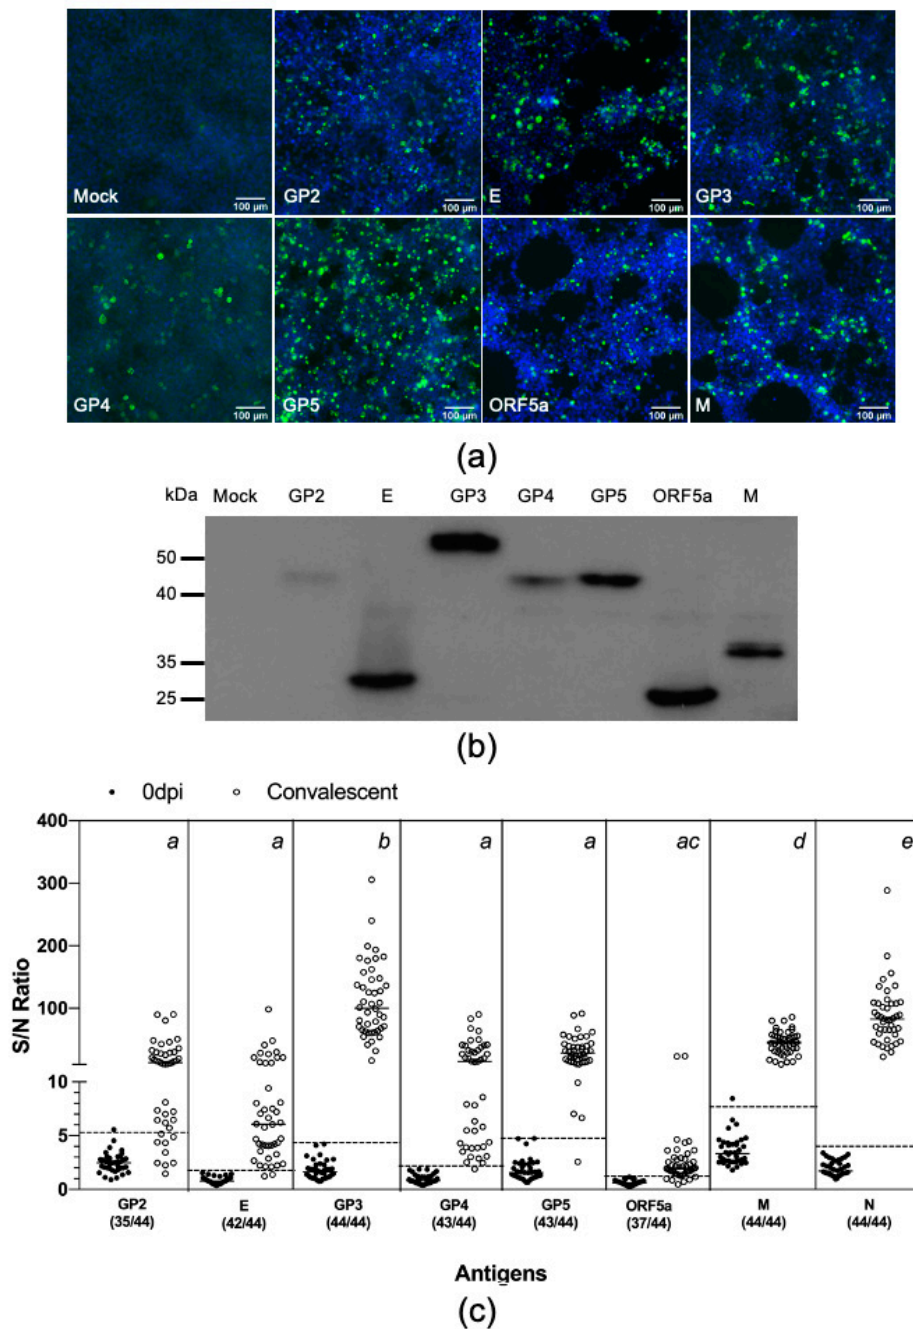 Mock GP2 E GP3
100 µm 100 µm 100 µm 100 µm
GP4 GP5 ORF5a M
100 µm 100 µm 100 µm 100 µm
(a)
kDa Mock GP2 E GP3 GP4 GP5 ORF5a M
50
40
35
25
(b)
• 0dpi ○ Convalescent
400
300
200
100
10
5
0
S/N Ratio
a a b a a ac d e
GP2 E GP3 GP4 GP5 ORF5a M N
(35/44) (42/44) (44/44) (43/44) (43/44) (37/44) (44/44) (44/44)
Antigens
(c)